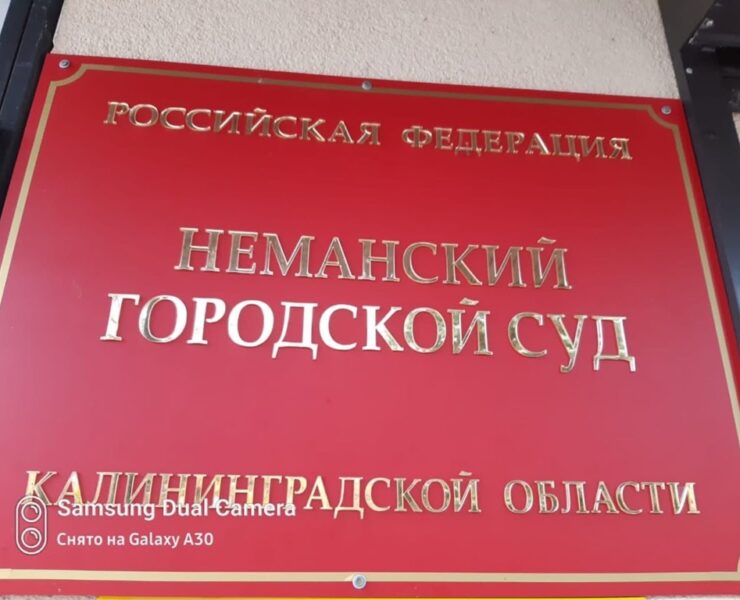 РОССИЙСКАЯ ФЕДЕРАЦИЯ
НЕМАНСКИЙ
ГОРОДСКОЙ СУД
КАЛИНИНГРАДСКОЙ ОБЛАСТИ
Samsung Dual Camera
Снято на Galaxy A30